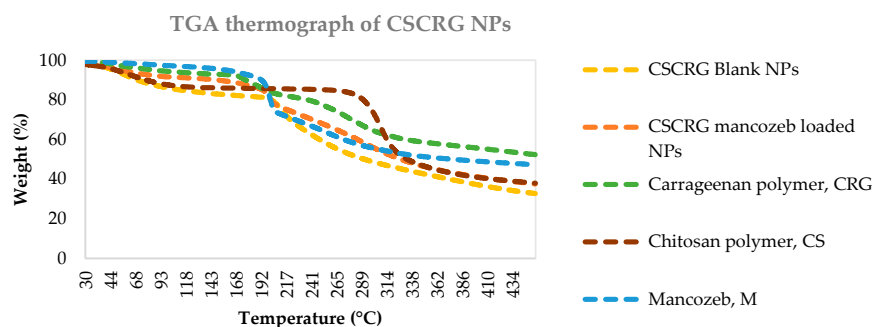 TGA thermograph of CSCRG NPs
100
80
60
40
20
0
Weight (%)
30 44 68 93 118 143 168 192 217 241 265 289 314 338 362 386 410 434
Temperature (°C)
CSCRG Blank NPs
CSCRG mancozeb loaded
NPs
Carrageenan polymer, CRG
Chitosan polymer, CS
Mancozeb, M